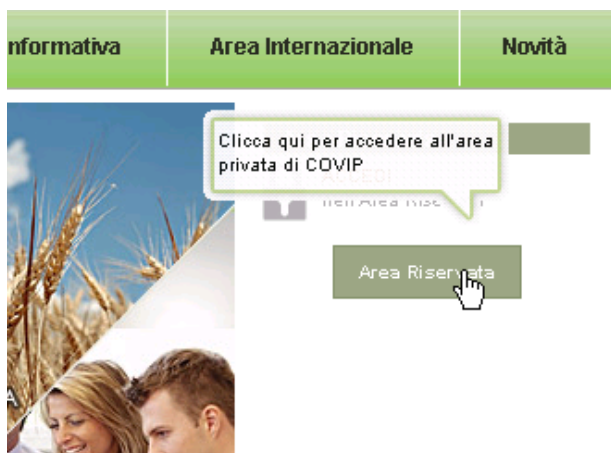 nformativa
Area Internazionale
Novità
Clicca qui per accedere all'area
privata di COVIP
Area Riservata